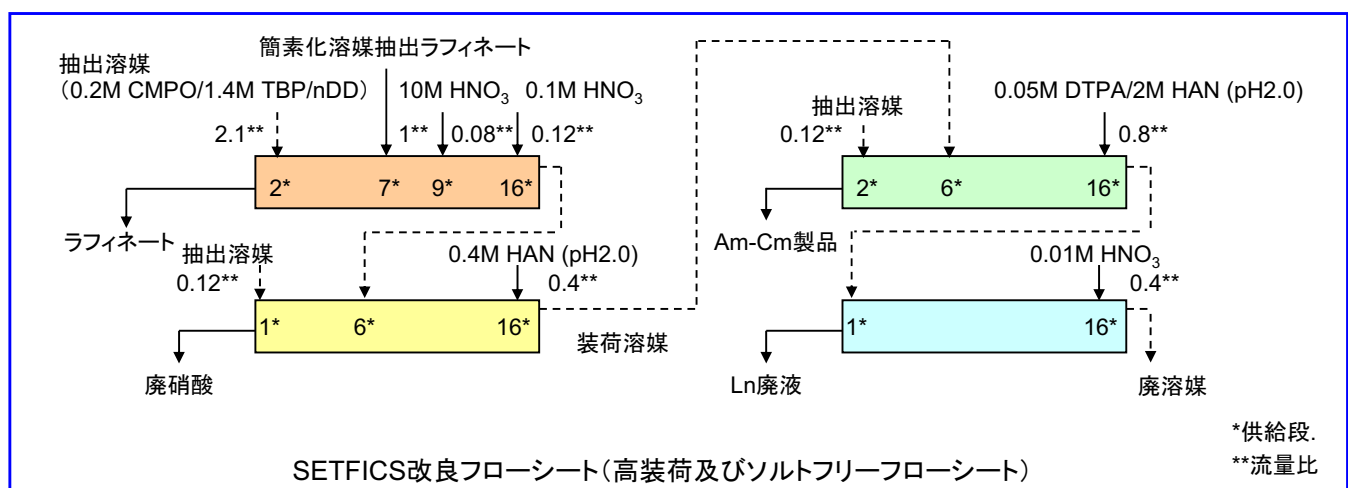 簡素化溶媒抽出ラフィネート
抽出溶媒
（0.2M CMPO/1.4M TBP/nDD）
10M HNO3
0.1M HNO3
2.1**
1**
0.08**
0.12**
2*
7*
9*
16*
ラフィネート
抽出溶媒
0.12**
0.4M HAN (pH2.0)
0.4**
1*
6*
16*
装荷溶媒
廃硝酸
0.05M DTPA/2M HAN (pH2.0)
抽出溶媒
0.12**
0.8**
2*
6*
16*
Am-Cm製品
0.01M HNO3
0.4**
1*
16*
Ln廃液
廃溶媒
*供給段.
**流量比
SETFICS改良フローシート（高装荷及びソルトフリーフローシート）